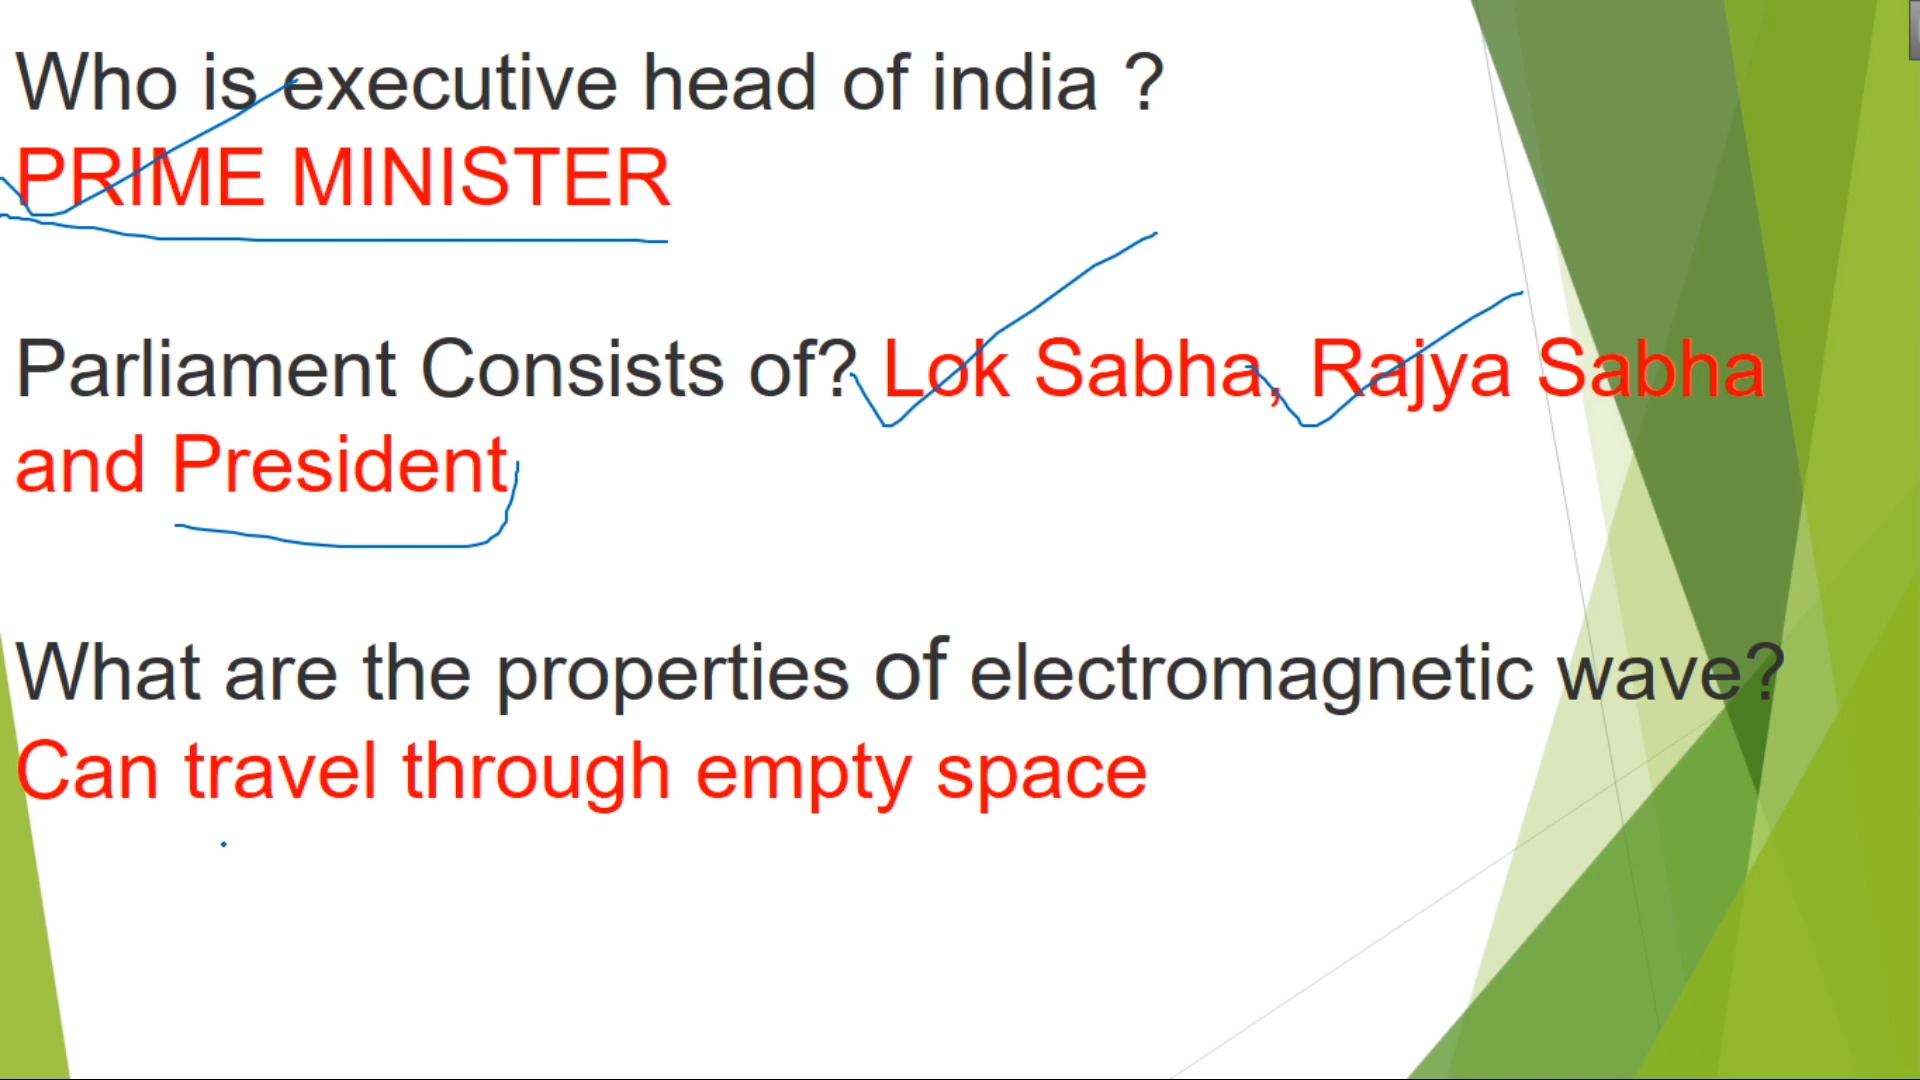 Who is executive head of india ?
PRIME MINISTER
Parliament Consists of? Lok Sabha, Rajya Sabha
and President
What are the properties of electromagnetic wave?
Can travel through empty space